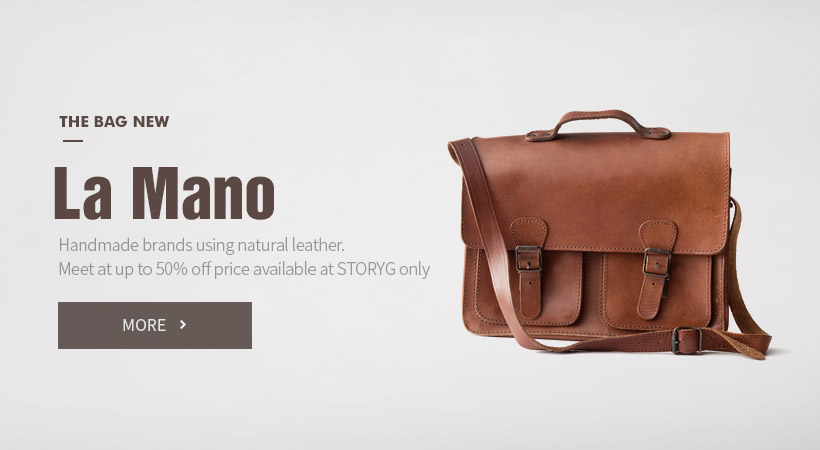 THE BAG NEW
La Mano
Handmade brands using natural leather.
Meet at up to 50% off price available at STORYG only
MORE